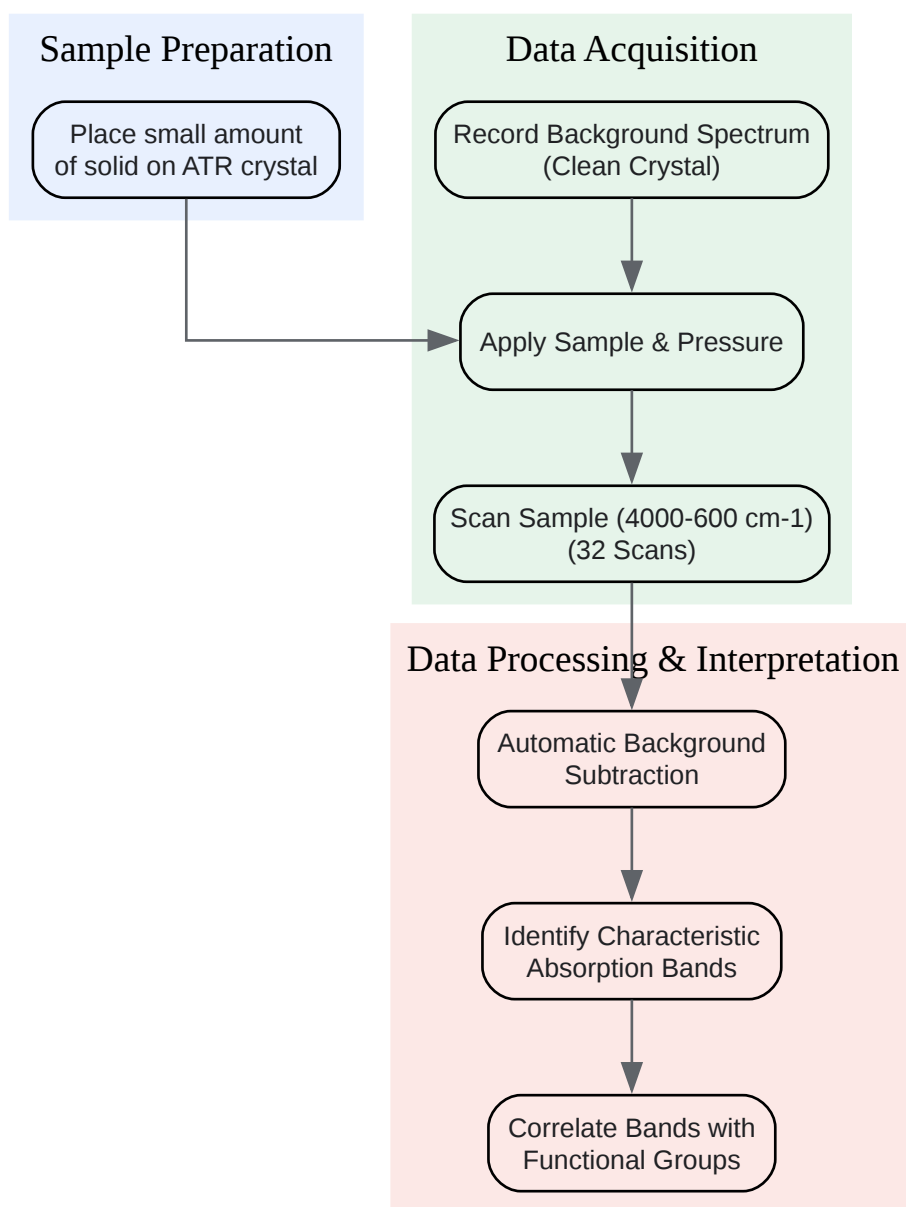 Sample Preparation
Place small amount
of solid on ATR crystal
Data Acquisition
Record Background Spectrum
(Clean Crystal)
Apply Sample & Pressure
Scan Sample (4000-600 cm-1)
(32 Scans)
Data Processing & Interpretation
Automatic Background
Subtraction
Identify Characteristic
Absorption Bands
Correlate Bands with
Functional Groups